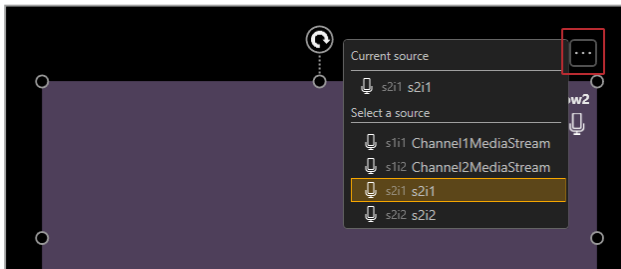 Current source
s2i1 s2i1
Select a source
s1i1 Channel1MediaStream
s1i2 Channel2MediaStream
s2i1 s2i1
s2i2 s2i2